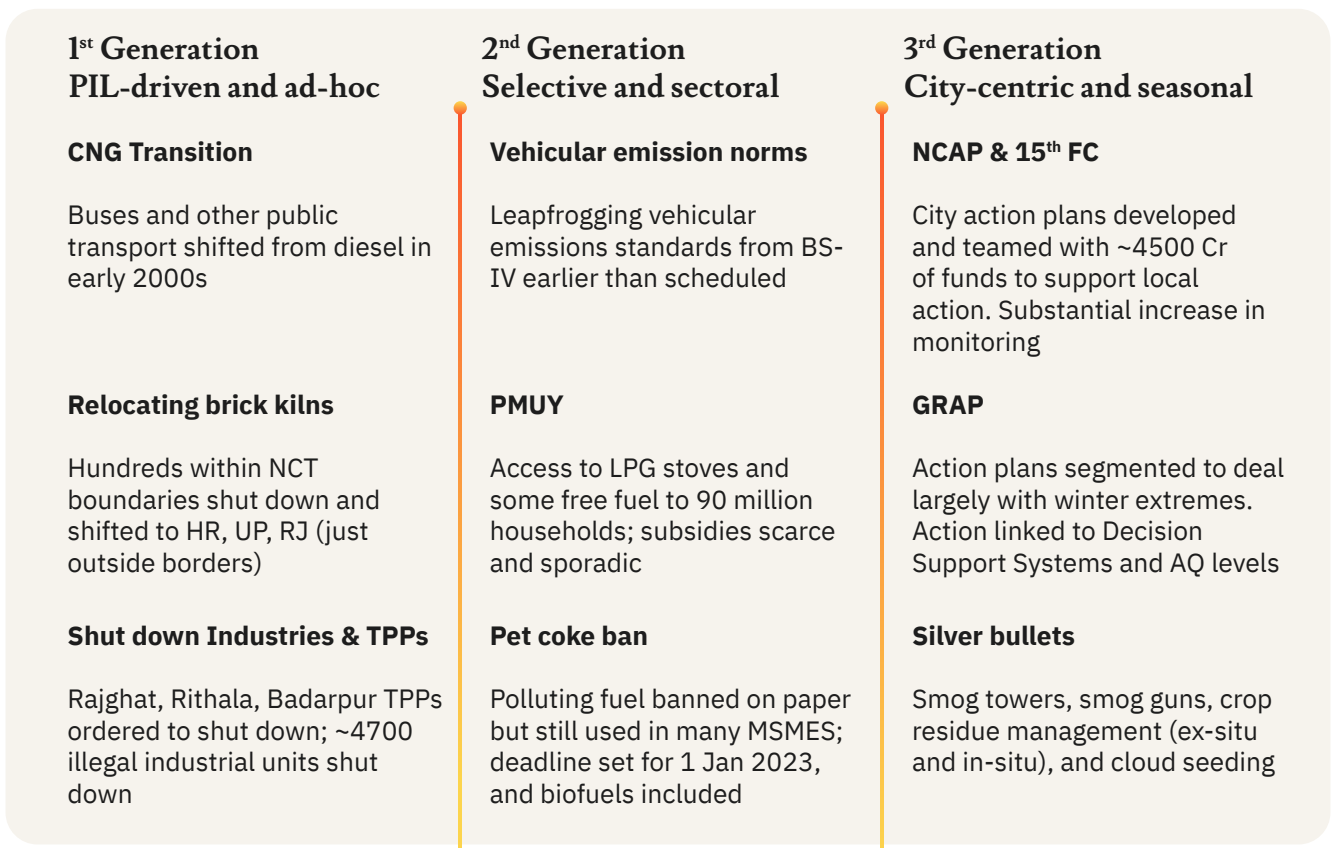 1st Generation
PIL-driven and ad-hoc
CNG Transition
Buses and other public
transport shifted from diesel in
early 2000s
Relocating brick kilns
Hundreds within NCT
boundaries shut down and
shifted to HR, UP, RJ (just
outside borders)
Shut down Industries & TPPs
Rajghat, Rithala, Badarpur TPPs
ordered to shut down; ~4700
illegal industrial units shut
down
2nd Generation
Selective and sectoral
Vehicular emission norms
Leapfrogging vehicular
emissions standards from BS-
IV earlier than scheduled
PMUY
Access to LPG stoves and
some free fuel to 90 million
households; subsidies scarce
and sporadic
Pet coke ban
Polluting fuel banned on paper
but still used in many MSMES;
deadline set for 1 Jan 2023,
and biofuels included
3rd Generation
City-centric and seasonal
NCAP & 15th FC
City action plans developed
and teamed with ~4500 Cr
of funds to support local
action. Substantial increase in
monitoring
GRAP
Action plans segmented to deal
largely with winter extremes.
Action linked to Decision
Support Systems and AQ levels
Silver bullets
Smog towers, smog guns, crop
residue management (ex-situ
and in-situ), and cloud seeding